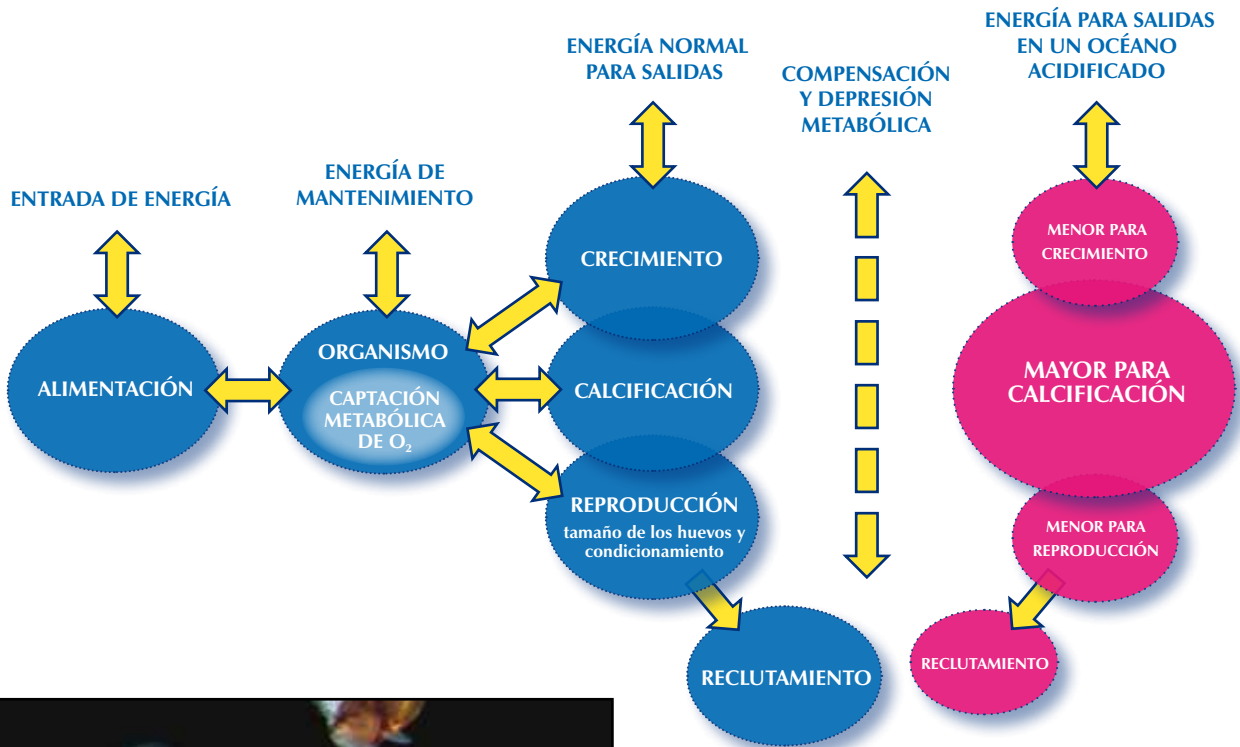 ENTRADA DE ENERGÍA
ALIMENTACIÓN
ENERGÍA DE
MANTENIMIENTO
ORGANISMO
CAPTACIÓN
METABÓLICA
DE O₂
ENERGÍA NORMAL
PARA SALIDAS
CRECIMIENTO
CALCIFICACIÓN
REPRODUCCIÓN
tamaño de los huevos y
condicionamiento
RECLUTAMIENTO
COMPENSACIÓN
Y DEPRESIÓN
METABÓLICA
ENERGÍA PARA SALIDAS
EN UN OCÉANO
ACIDIFICADO
MENOR PARA
CRECIMIENTO
MAYOR PARA
CALCIFICACIÓN
MENOR PARA
REPRODUCCIÓN
RECLUTAMIENTO